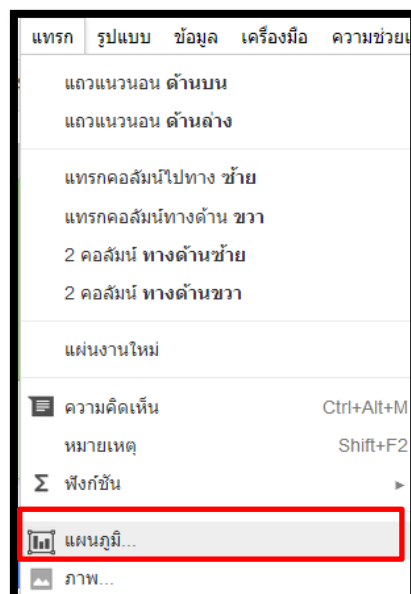 แทรก รูปแบบ ข้อมูล เครื่องมือ ความช่วยเ
แถวแนวนอน ด้านบน
แถวแนวนอน ด้านล่าง
แทรกคอลัมน์ไปทาง ซ้าย
แทรกคอลัมน์ทางด้าน ขวา
2 คอลัมน์ ทางด้านซ้าย
2 คอลัมน์ ทางด้านขวา
แผ่นงานใหม่
ความคิดเห็น Ctrl+Alt+M
หมายเหตุ Shift+F2
Σ ฟังก์ชัน ►
แผนภูมิ...
ภาพ...